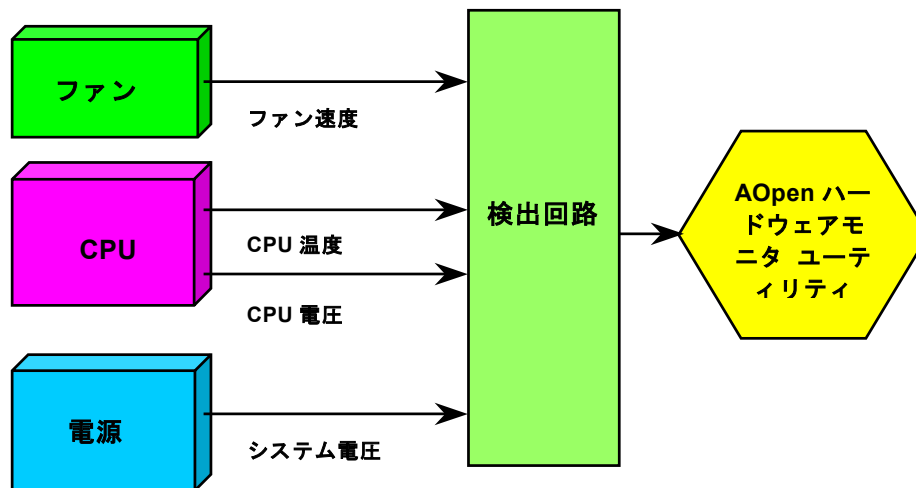 ファン
ファン速度
CPU
CPU 温度
CPU 電圧
電源
システム電圧
検出回路
AOpen ハー
ドウェアモ
ニタ ユーテ
ィリティ